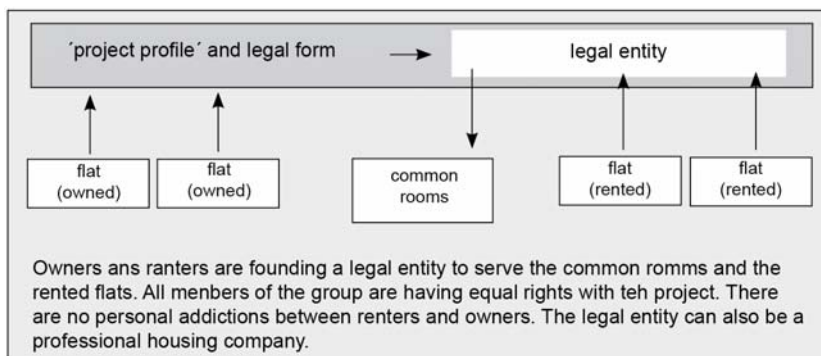 ´project profile´ and legal form
legal entity
flat
(owned)
flat
(owned)
common
rooms
flat
(rented)
flat
(rented)
Owners ans ranters are founding a legal entity to serve the common romms and the
rented flats. All menbers of the group are having equal rights with teh project. There
are no personal addictions between renters and owners. The legal entity can also be a
professional housing company.